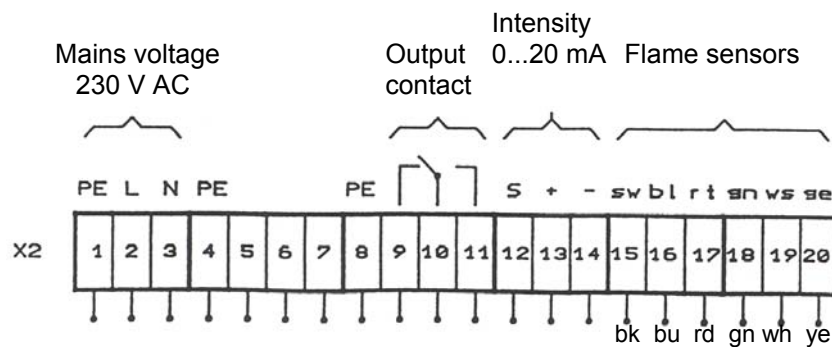 Intensity
Mains voltage Output 0...20 mA Flame sensors
230 V AC contact
PE L N PE PE S + - sw bl rt gn ws ge
X2 1 2 3 4 5 6 7 8 9 10 11 12 13 14 15 16 17 18 19 20
bk bu rd gn wh ye